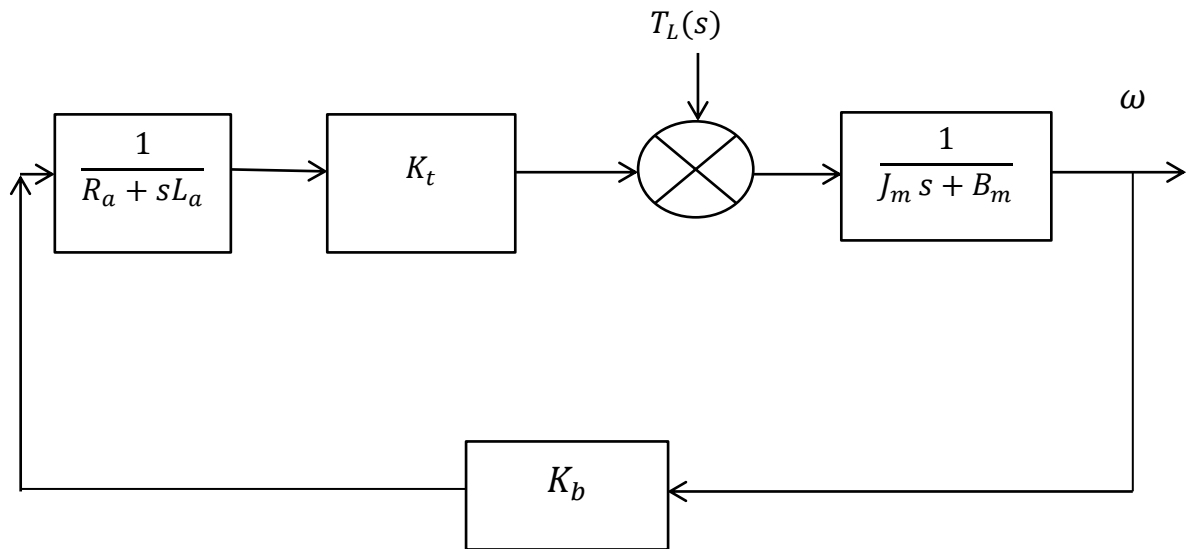 T_L(s)
ω
1
R_a + sL_a
K_t
1
J_m s + B_m
K_b